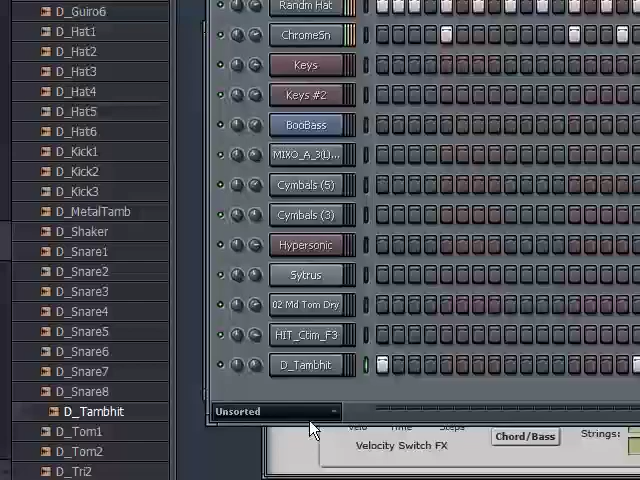 D_Guiro6
D_Hat1
D_Hat2
D_Hat3
D_Hat4
D_Hat5
D_Hat6
D_Kick1
D_Kick2
D_Kick3
D_MetalTamb
D_Shaker
D_Snare1
D_Snare2
D_Snare3
D_Snare4
D_Snare5
D_Snare6
D_Snare7
D_Snare8
D_Tambhit
D_Tom1
D_Tom2
D_Tri2
Randm Hat
ChromeSn
Keys
Keys #2
BooBass
MIXO_A_3(L)...
Cymbals (5)
Cymbals (3)
Hypersonic
Sytrus
02 Md Tom Dry
HIT_Ctim_F3
D_Tambhit
Unsorted
Velo Time Steps
Velocity Switch FX
Chord/Bass
Strings: